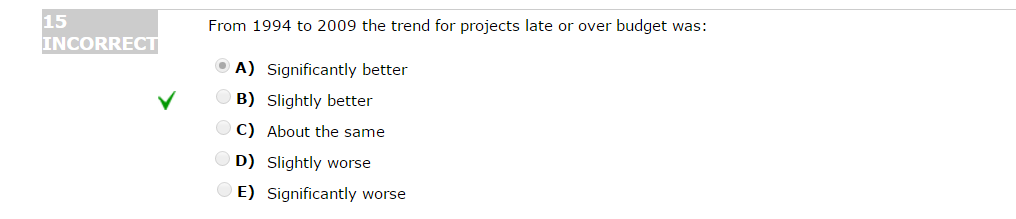 15
INCORRECT
From 1994 to 2009 the trend for projects late or over budget was:
A) Significantly better
B) Slightly better
C) About the same
D) Slightly worse
E) Significantly worse